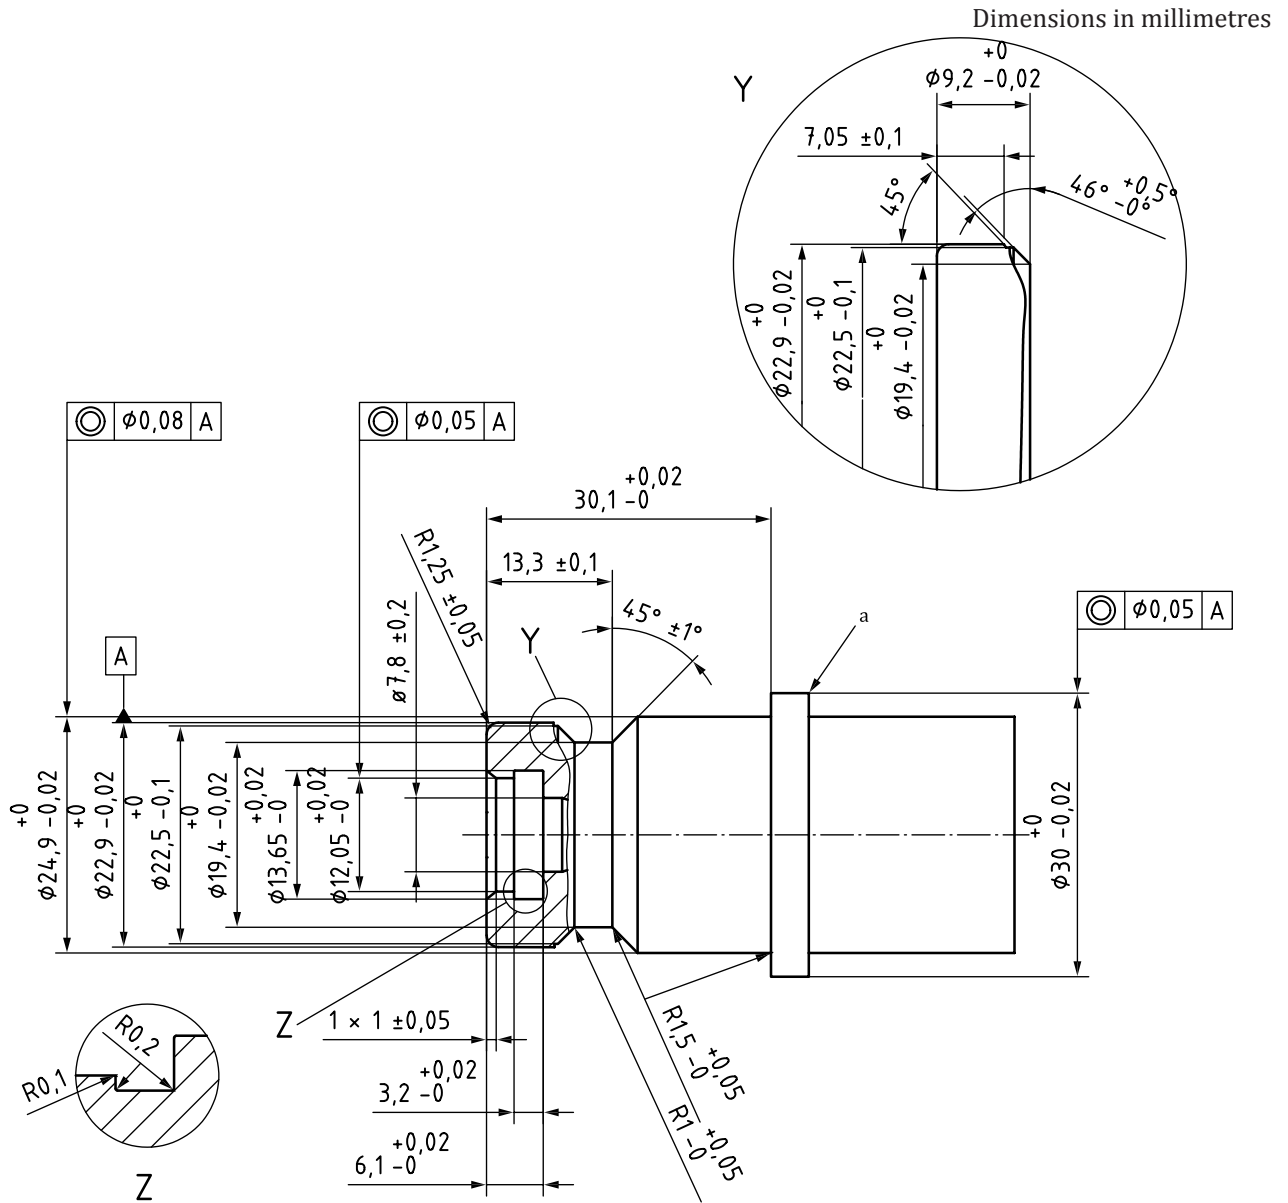 Dimensions in millimetres
Y
+0
ϕ9,2 -0,02
7,05 ±0,1
45°
46° +0,5° -0°
+0
ϕ22,9 -0,02
+0
ϕ22,5 -0,1
+0
ϕ19,4 -0,02
ϕ0,08 A
ϕ0,05 A
+0,02
30,1 -0
13,3 ±0,1
R1,25 ±0,05
ϕ7,8 ±0,2
Y
45° ±1°
a
ϕ0,05 A
A
+0
ϕ24,9 -0,02
+0
ϕ22,9 -0,02
+0
ϕ22,5 -0,1
+0
ϕ19,4 -0,02
+0,02
ϕ13,65 -0
+0,02
ϕ12,05 -0
+0
ϕ30 -0,02
Z
1 × 1 ±0,05
+0,02
3,2 -0
+0,02
6,1 -0
R1,5 +0,05 -0
R1 +0,05 -0
R0,2
R0,1
Z